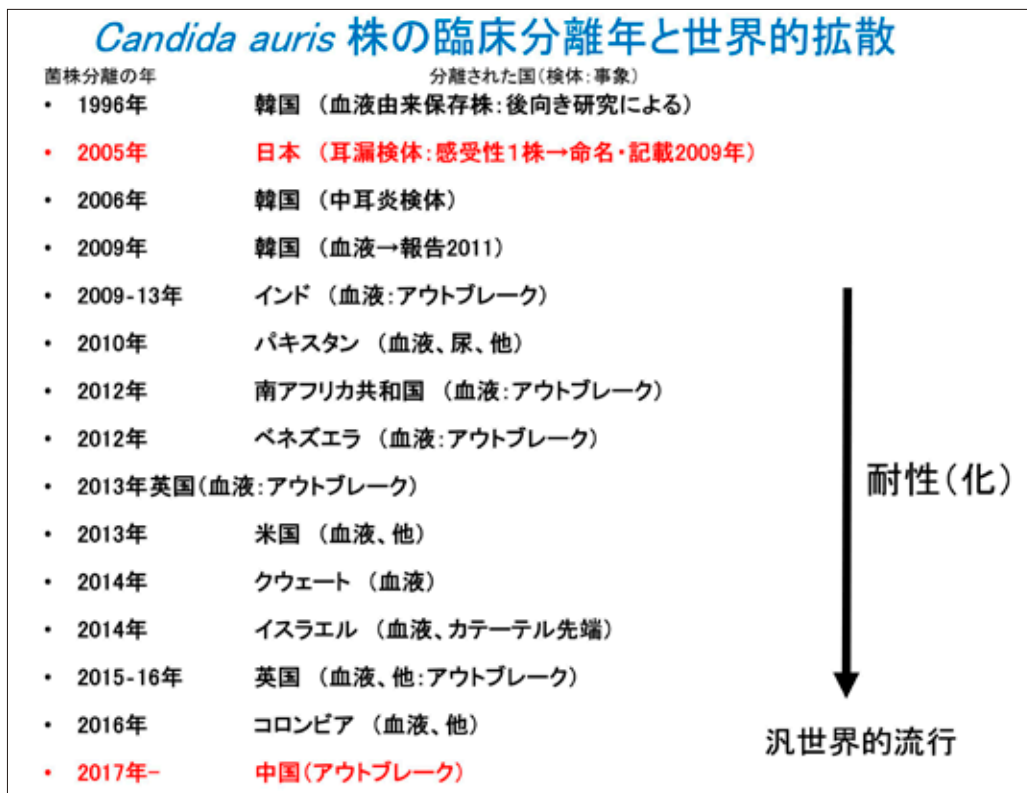 Candida auris 株の臨床分離年と世界的拡散
菌株分離の年 分離された国(検体:事象)
• 1996年 韓国 (血液由来保存株:後向き研究による)
• 2005年 日本 (耳漏検体:感受性1株→命名・記載2009年)
• 2006年 韓国 (中耳炎検体)
• 2009年 韓国 (血液→報告2011)
• 2009-13年 インド (血液:アウトブレーク)
• 2010年 パキスタン (血液、尿、他)
• 2012年 南アフリカ共和国 (血液:アウトブレーク)
• 2012年 ベネズエラ (血液:アウトブレーク)
• 2013年英国(血液:アウトブレーク)
耐性(化)
• 2013年 米国 (血液、他)
• 2014年 クウェート (血液)
• 2014年 イスラエル (血液、カテーテル先端)
• 2015-16年 英国 (血液、他:アウトブレーク)
• 2016年 コロンビア (血液、他)
汎世界的流行
• 2017年- 中国(アウトブレーク)